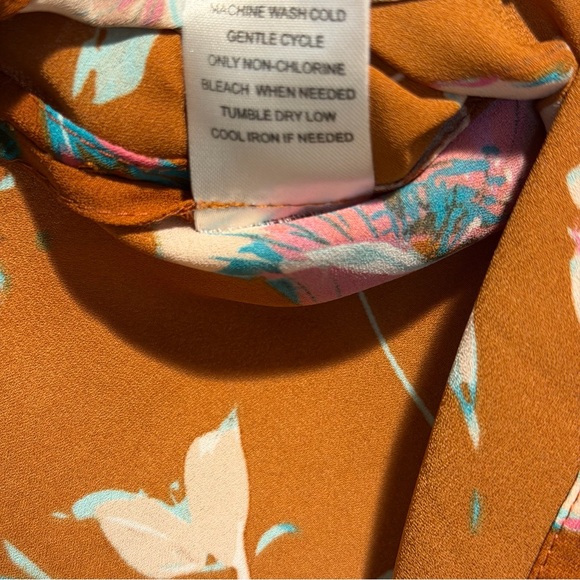 MACHINE WASH COLD
GENTLE CYCLE
ONLY NON-CHLORINE
BLEACH WHEN NEEDED
TUMBLE DRY LOW
COOL IRON IF NEEDED